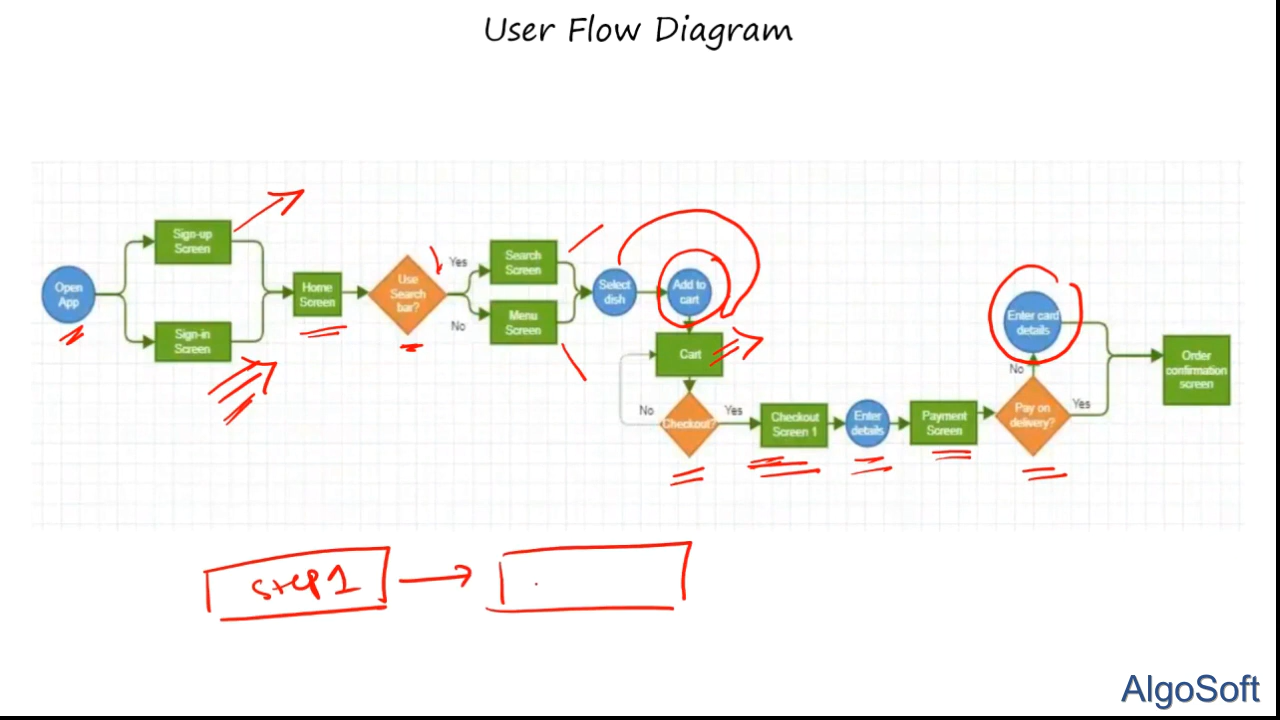 User Flow Diagram
Open
App
Sign-up
Screen
Sign-in
Screen
Home
Screen
Use
Search
bar?
Yes
No
Search
Screen
Menu
Screen
Select
dish
Add to
cart
Cart
Checkout?
No
Yes
Checkout
Screen 1
Enter
details
Payment
Screen
Pay on
delivery?
No
Yes
Enter card
details
Order
confirmation
screen
step 1
AlgoSoft